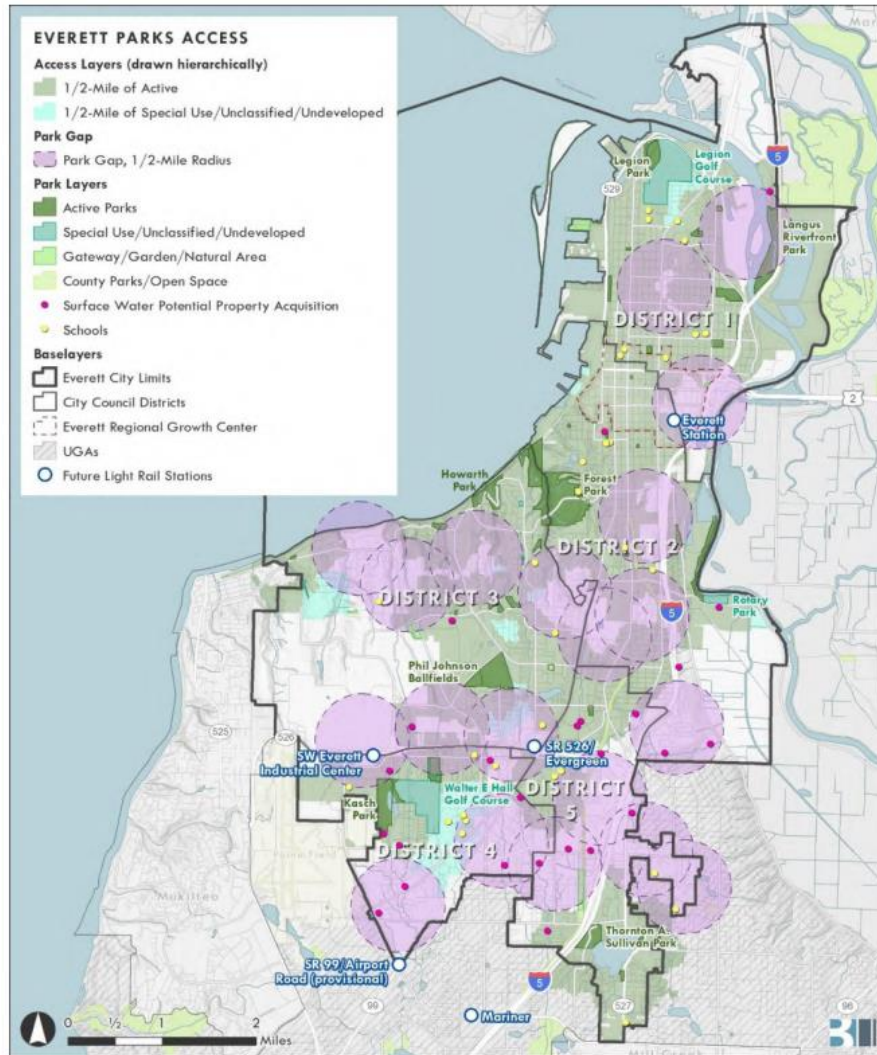 EVERETT PARKS ACCESS
Access Layers (drawn hierarchically)
1/2-Mile of Active
1/2-Mile of Special Use/Unclassified/Undeveloped
Park Gap
Park Gap, 1/2-Mile Radius
Park Layers
Active Parks
Special Use/Unclassified/Undeveloped
Gateway/Garden/Natural Area
County Parks/Open Space
Surface Water Potential Property Acquisition
Schools
Baselayers
Everett City Limits
City Council Districts
Everett Regional Growth Center
UGAs
Future Light Rail Stations
Legion
Park
Legion
Golf
Course
5
529
Langus
Riverfront
Park
DISTRICT 1
2
Everett
Station
Howarth
Park
Forest
Park
DISTRICT 2
DISTRICT 3
Rotary
Park
5
Phil Johnson
Ballfields
525
526
SW Everett
Industrial Center
SR 526/
Evergreen
Kasch
Park
Walter E Hall
Golf Course
DISTRICT
5
DISTRICT 4
Mukilteo
Thornton A.
Sullivan Park
SR 99/Airport
Road (provisional)
5
99
527
96
Mariner
0 ½ 1 2
Miles